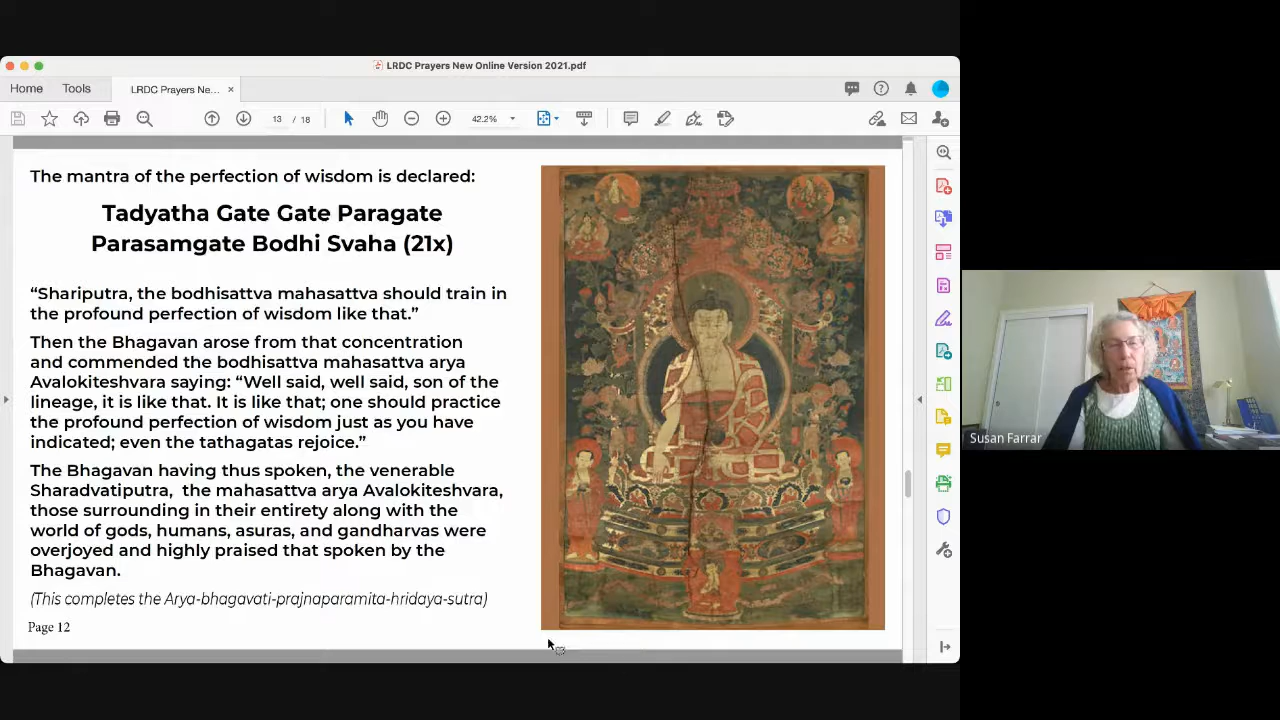 LRDC Prayers New Online Version 2021.pdf
Home Tools LRDC Prayers Ne... ×
13 / 18 42.2%
The mantra of the perfection of wisdom is declared:
Tadyatha Gate Gate Paragate
Parasamgate Bodhi Svaha (21x)
“Shariputra, the bodhisattva mahasattva should train in
the profound perfection of wisdom like that.”
Then the Bhagavan arose from that concentration
and commended the bodhisattva mahasattva arya
Avalokiteshvara saying: “Well said, well said, son of the
lineage, it is like that. It is like that; one should practice
the profound perfection of wisdom just as you have
indicated; even the tathagatas rejoice.”
The Bhagavan having thus spoken, the venerable
Sharadvatiputra, the mahasattva arya Avalokiteshvara,
those surrounding in their entirety along with the
world of gods, humans, asuras, and gandharvas were
overjoyed and highly praised that spoken by the
Bhagavan.
(This completes the Arya-bhagavati-prajnaparamita-hridaya-sutra)
Page 12
Susan Farrar